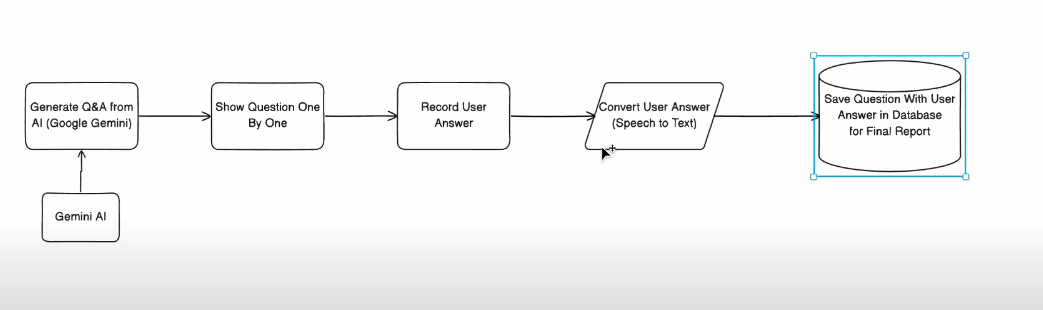 Generate Q&A from
AI (Google Gemini)
Show Question One
By One
Record User
Answer
Convert User Answer
(Speech to Text)
Save Question With User
Answer in Database
for Final Report
Gemini AI